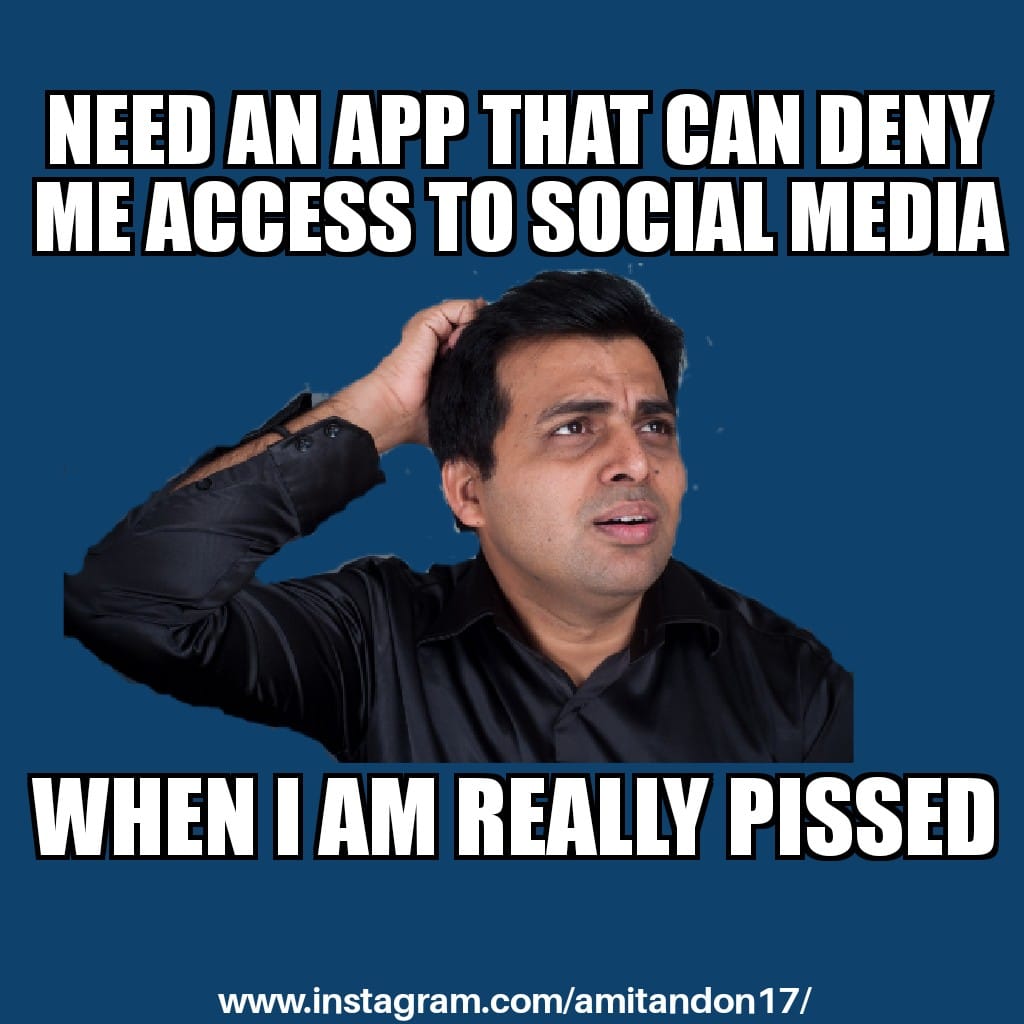 NEED AN APP THAT CAN DENY
ME ACCESS TO SOCIAL MEDIA
WHEN I AM REALLY PISSED
www.instagram.com/amitandon17/